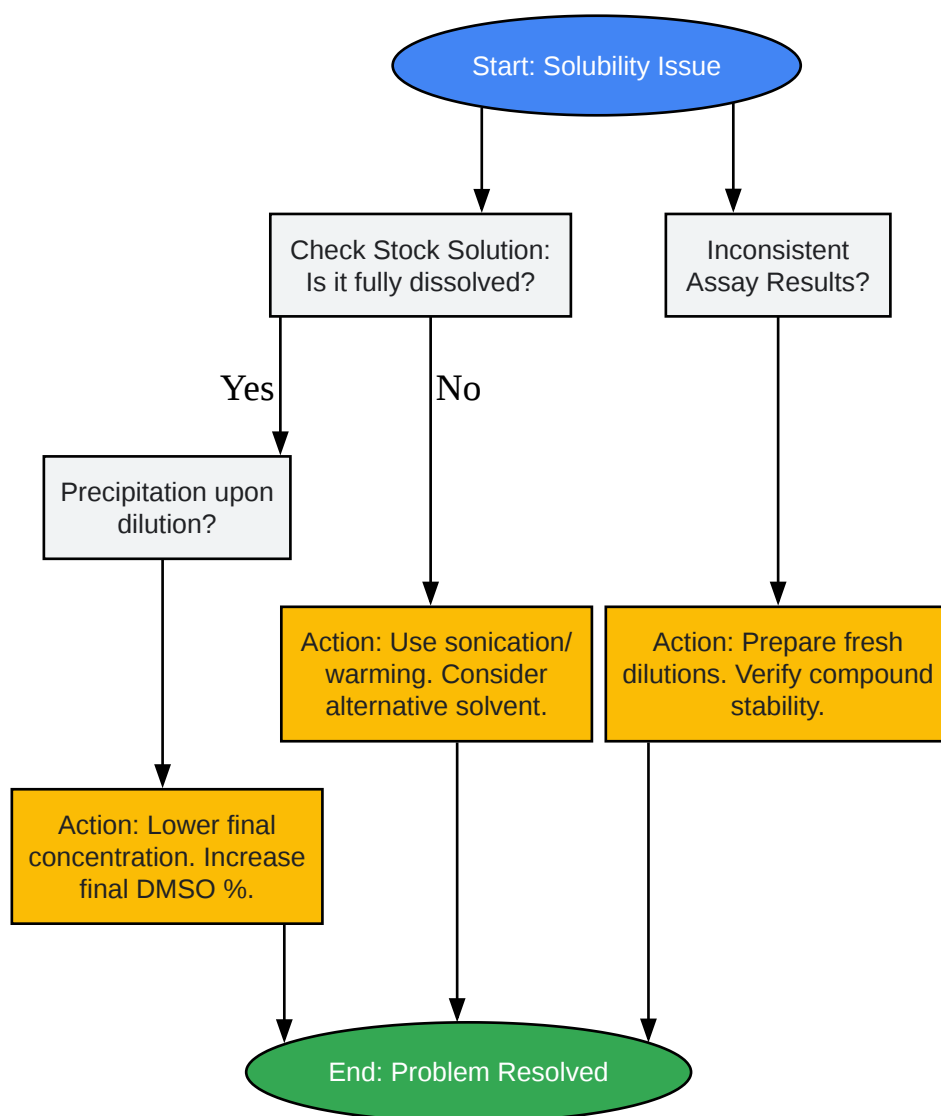 Start: Solubility Issue
Check Stock Solution:
Is it fully dissolved?
Inconsistent
Assay Results?
Yes
No
Precipitation upon
dilution?
Action: Use sonication/
warming. Consider
alternative solvent.
Action: Prepare fresh
dilutions. Verify compound
stability.
Action: Lower final
concentration. Increase
final DMSO %.
End: Problem Resolved